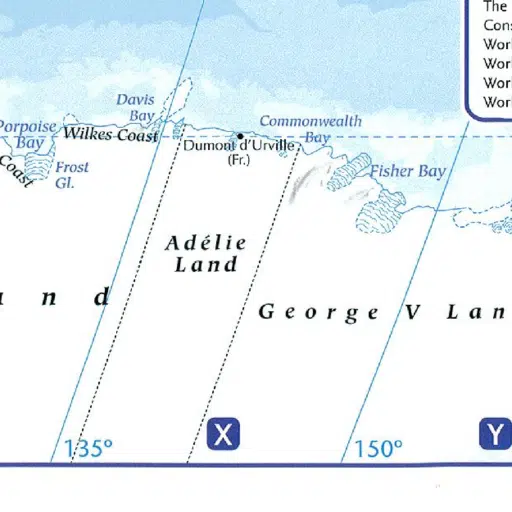 The
Cons
Worl
Worl
Worl
Worl
Davis
Bay
Commonwealth
Bay
Porpoise
Bay
Wilkes Coast
Dumont d'Urville
(Fr.)
Coast
Frost
Gl.
Fisher Bay
Adélie
Land
and
George V Lan
135°
X
150°
Y